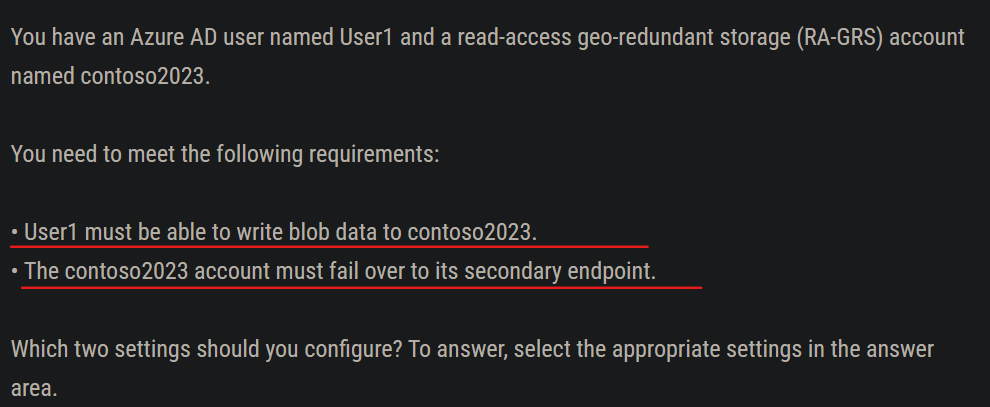 You have an Azure AD user named User1 and a read-access geo-redundant storage (RA-GRS) account
named contoso2023.
You need to meet the following requirements:
• User1 must be able to write blob data to contoso2023.
• The contoso2023 account must fail over to its secondary endpoint.
Which two settings should you configure? To answer, select the appropriate settings in the answer
area.